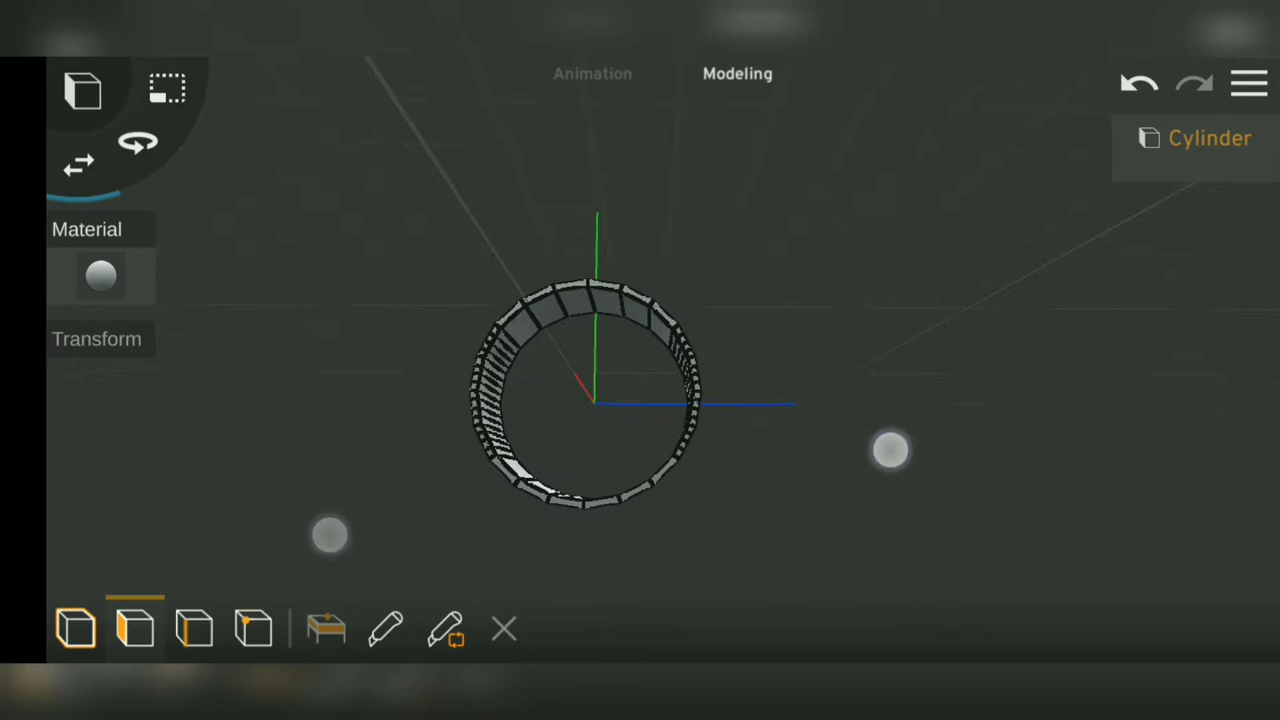 Animation
Modeling
Cylinder
Material
Transform